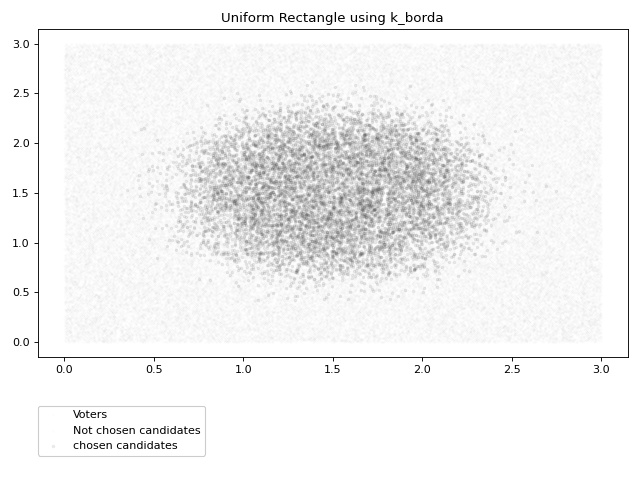 Uniform Rectangle using k_borda
3.0
2.5
2.0
1.5
1.0
0.5
0.0
0.0 0.5 1.0 1.5 2.0 2.5 3.0
Voters
Not chosen candidates
chosen candidates